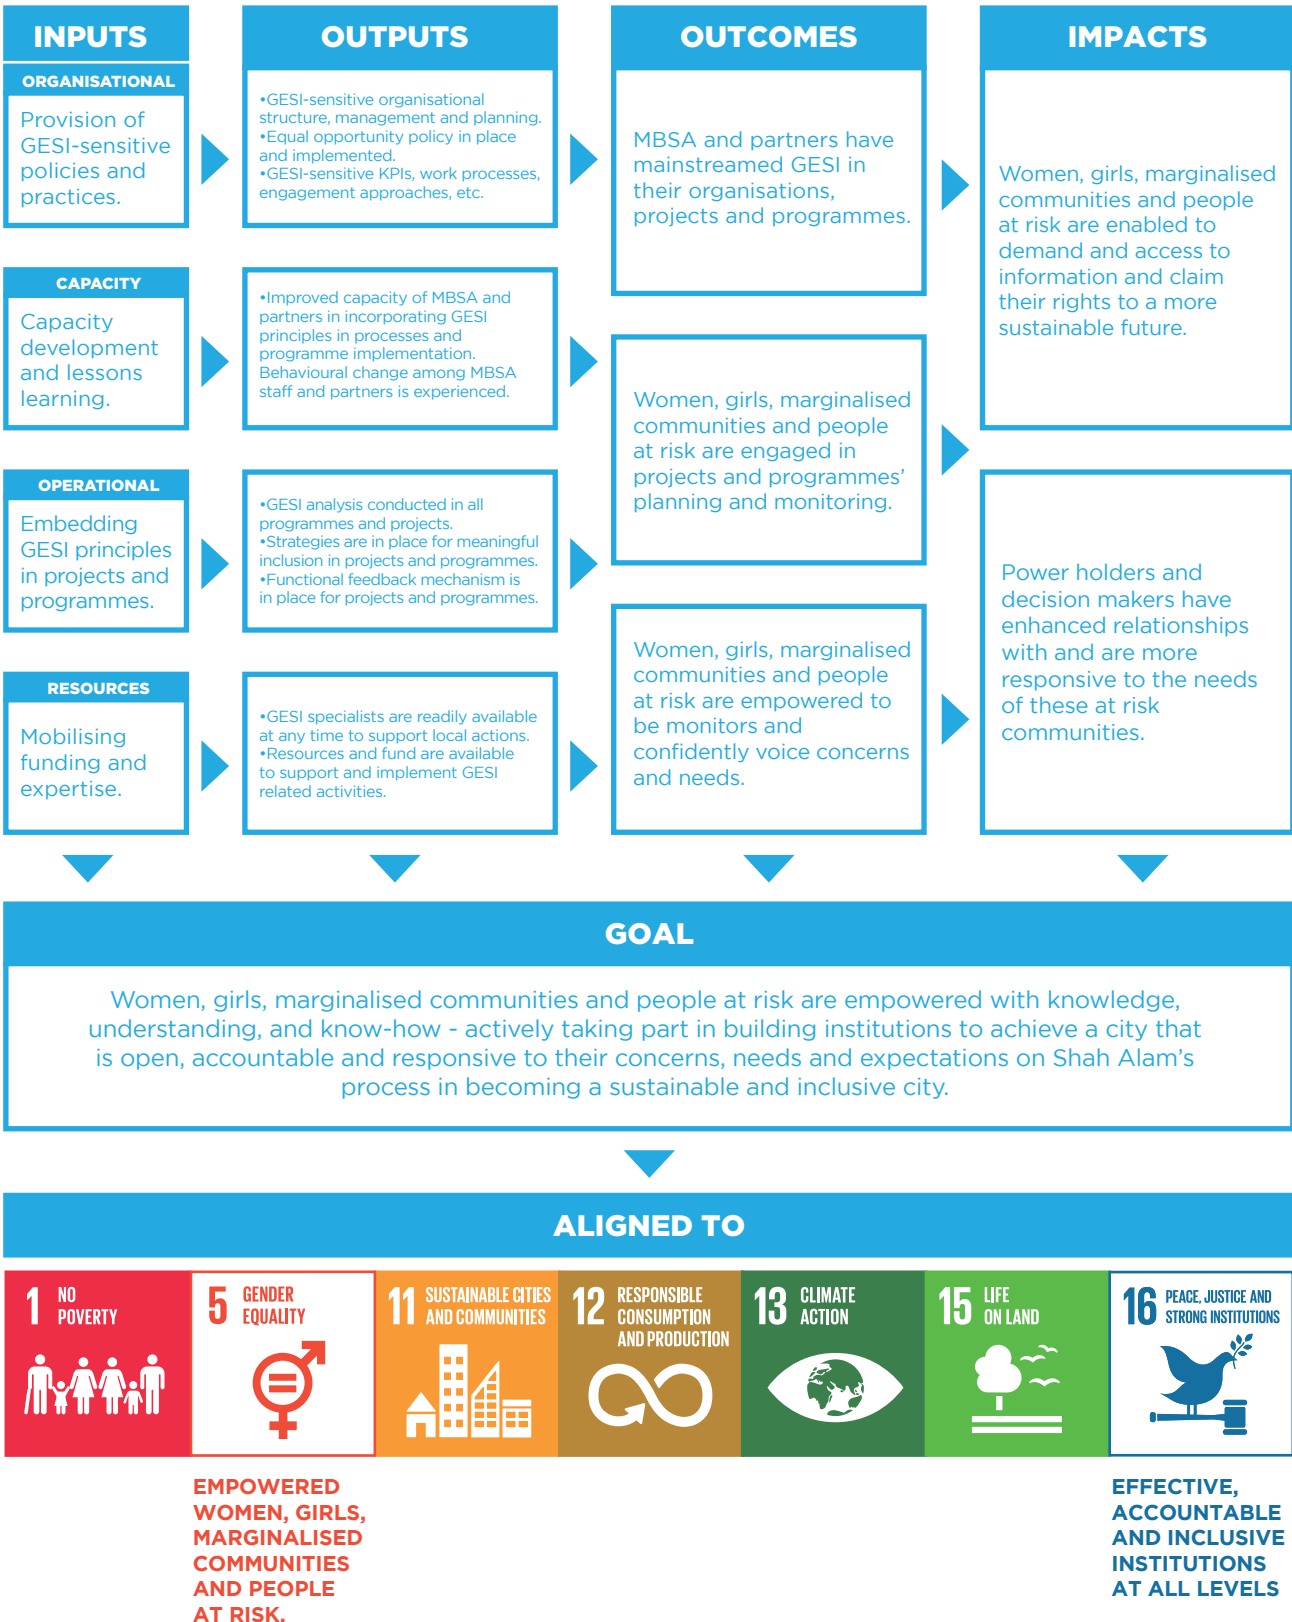 INPUTS
ORGANISATIONAL
Provision of
GESI-sensitive
policies and
practices.
CAPACITY
Capacity
development
and lessons
learning.
OPERATIONAL
Embedding
GESI principles
in projects and
programmes.
RESOURCES
Mobilising
funding and
expertise.
OUTPUTS
•GESI-sensitive organisational
structure, management and planning.
•Equal opportunity policy in place
and implemented.
•GESI-sensitive KPIs, work processes,
engagement approaches, etc.
•Improved capacity of MBSA and
partners in incorporating GESI
principles in processes and
programme implementation.
Behavioural change among MBSA
staff and partners is experienced.
•GESI analysis conducted in all
programmes and projects.
•Strategies are in place for meaningful
inclusion in projects and programmes.
•Functional feedback mechanism is
in place for projects and programmes.
•GESI specialists are readily available
at any time to support local actions.
•Resources and fund are available
to support and implement GESI
related activities.
OUTCOMES
MBSA and partners have
mainstreamed GESI in
their organisations,
projects and programmes.
Women, girls, marginalised
communities and people
at risk are engaged in
projects and programmes’
planning and monitoring.
Women, girls, marginalised
communities and people
at risk are empowered to
be monitors and
confidently voice concerns
and needs.
IMPACTS
Women, girls, marginalised
communities and people
at risk are enabled to
demand and access to
information and claim
their rights to a more
sustainable future.
Power holders and
decision makers have
enhanced relationships
with and are more
responsive to the needs
of these at risk
communities.
GOAL
Women, girls, marginalised communities and people at risk are empowered with knowledge,
understanding, and know-how - actively taking part in building institutions to achieve a city that
is open, accountable and responsive to their concerns, needs and expectations on Shah Alam’s
process in becoming a sustainable and inclusive city.
ALIGNED TO
1 NO
POVERTY
5 GENDER
EQUALITY
11 SUSTAINABLE CITIES
AND COMMUNITIES
12 RESPONSIBLE
CONSUMPTION
AND PRODUCTION
13 CLIMATE
ACTION
15 LIFE
ON LAND
16 PEACE, JUSTICE AND
STRONG INSTITUTIONS
EMPOWERED
WOMEN, GIRLS,
MARGINALISED
COMMUNITIES
AND PEOPLE
AT RISK.
EFFECTIVE,
ACCOUNTABLE
AND INCLUSIVE
INSTITUTIONS
AT ALL LEVELS